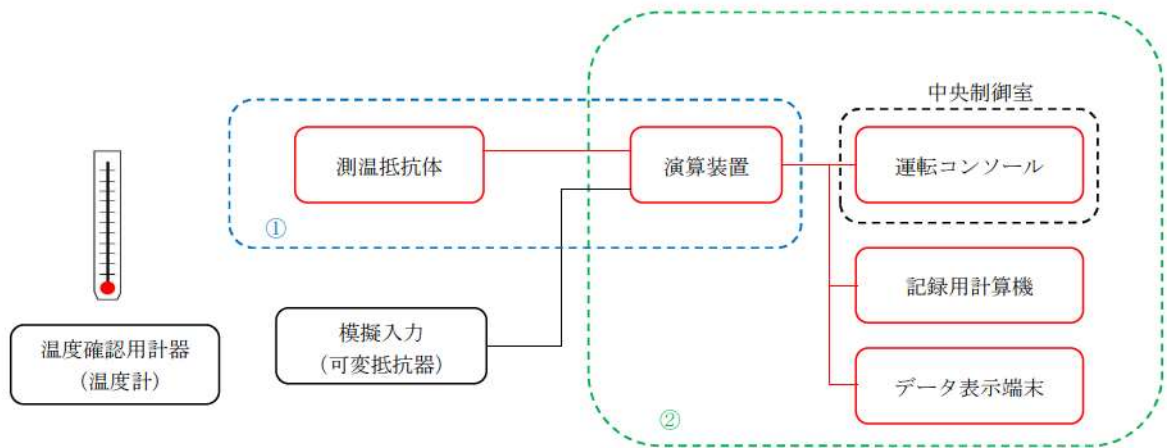 中央制御室
測温抵抗体
演算装置
運転コンソール
①
記録用計算機
模擬入力
(可変抵抗器)
温度確認用計器
(温度計)
データ表示端末
②